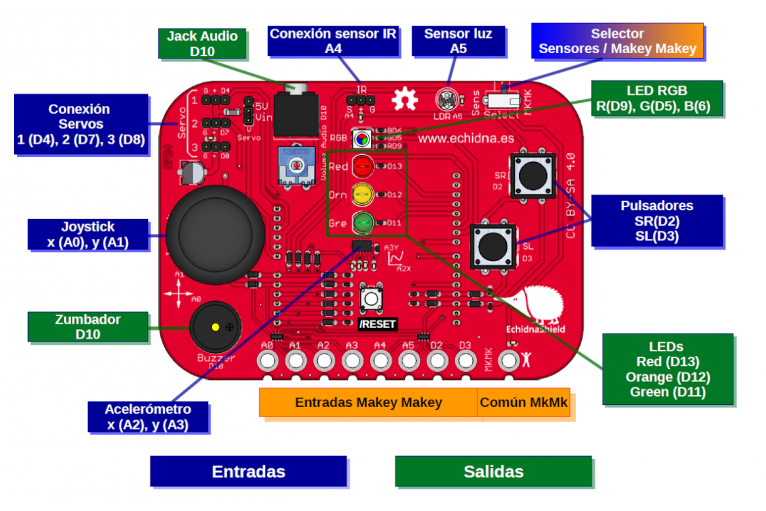 Jack Audio
D10
Conexión sensor IR
A4
Sensor luz
A5
Selector
Sensores / Makey Makey
LED RGB
R(D9), G(D5), B(6)
Conexión
Servos
1 (D4), 2 (D7), 3 (D8)
Servo
G + D4
1
2
G + D7
3
G + D8
5V
Vin
Servo
Volume
Audio D10
IR
S + G
A4
LDR A5
Sens
Select
MKMK
RGB
BD6
GD5
RD9
www.echidna.es
Red
D13
Orn
D12
Gre
D11
SR
D2
SL
D3
CC BY-SA 4.0
Pulsadores
SR(D2)
SL(D3)
Joystick
x (A0), y (A1)
A1
A0
A3Y
A2X
/RESET
Echidnashield
Zumbador
D10
Buzzer
D10
A0 A1 A2 A3 A4 A5 D2 D3 MKMK
LEDs
Red (D13)
Orange (D12)
Green (D11)
Acelerómetro
x (A2), y (A3)
Entradas Makey Makey
Común MkMk
Entradas
Salidas